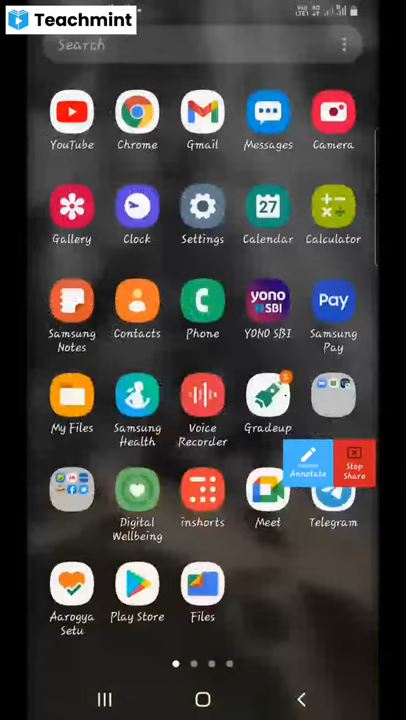 Teachmint
Search
YouTube
Chrome
Gmail
Messages
Camera
27
Gallery
Clock
Settings
Calendar
Calculator
yono
SBI
Pay
Samsung
Notes
Contacts
Phone
YONO SBI
Samsung
Pay
My Files
Samsung
Health
Voice
Recorder
Gradeup
Annotate
Stop
Share
Digital
Wellbeing
inshorts
Meet
Telegram
Aarogya
Setu
Play Store
Files